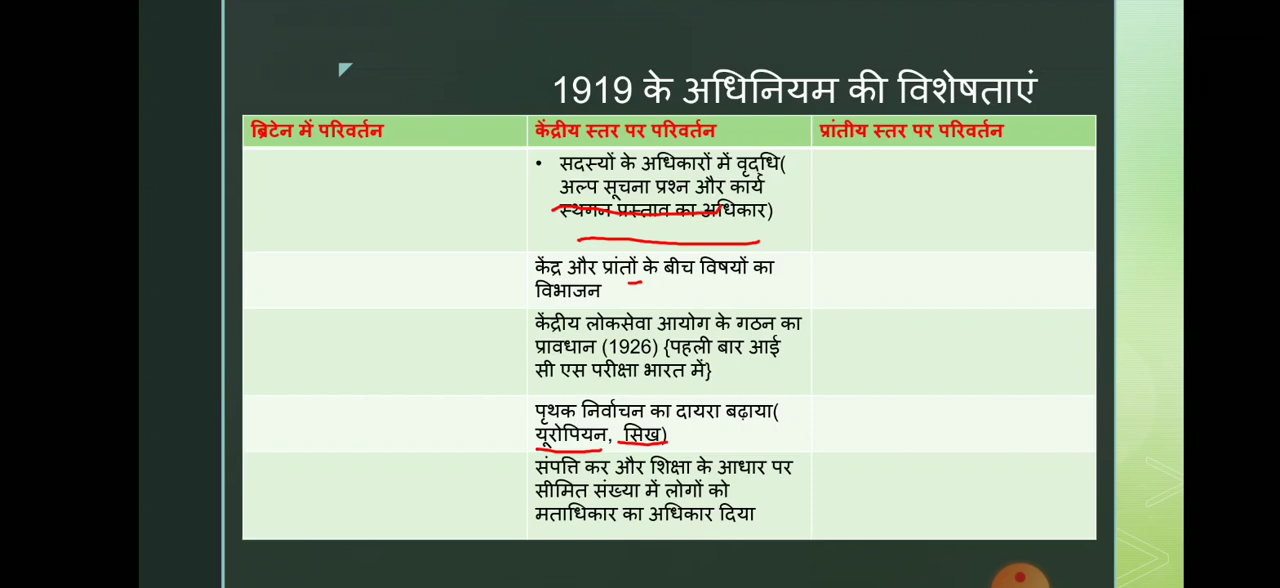 1919 के अधिनियम की विशेषताएं
ब्रिटेन में परिवर्तन
केंद्रीय स्तर पर परिवर्तन
प्रांतीय स्तर पर परिवर्तन
• सदस्यों के अधिकारों में वृद्धि(
अल्प सूचना प्रश्न और कार्य
स्थगन प्रस्ताव का अधिकार)
केंद्र और प्रांतों के बीच विषयों का
विभाजन
केंद्रीय लोकसेवा आयोग के गठन का
प्रावधान (1926) {पहली बार आई
सी एस परीक्षा भारत में}
पृथक निर्वाचन का दायरा बढ़ाया(
यूरोपियन, सिख)
संपत्ति कर और शिक्षा के आधार पर
सीमित संख्या में लोगों को
मताधिकार का अधिकार दिया